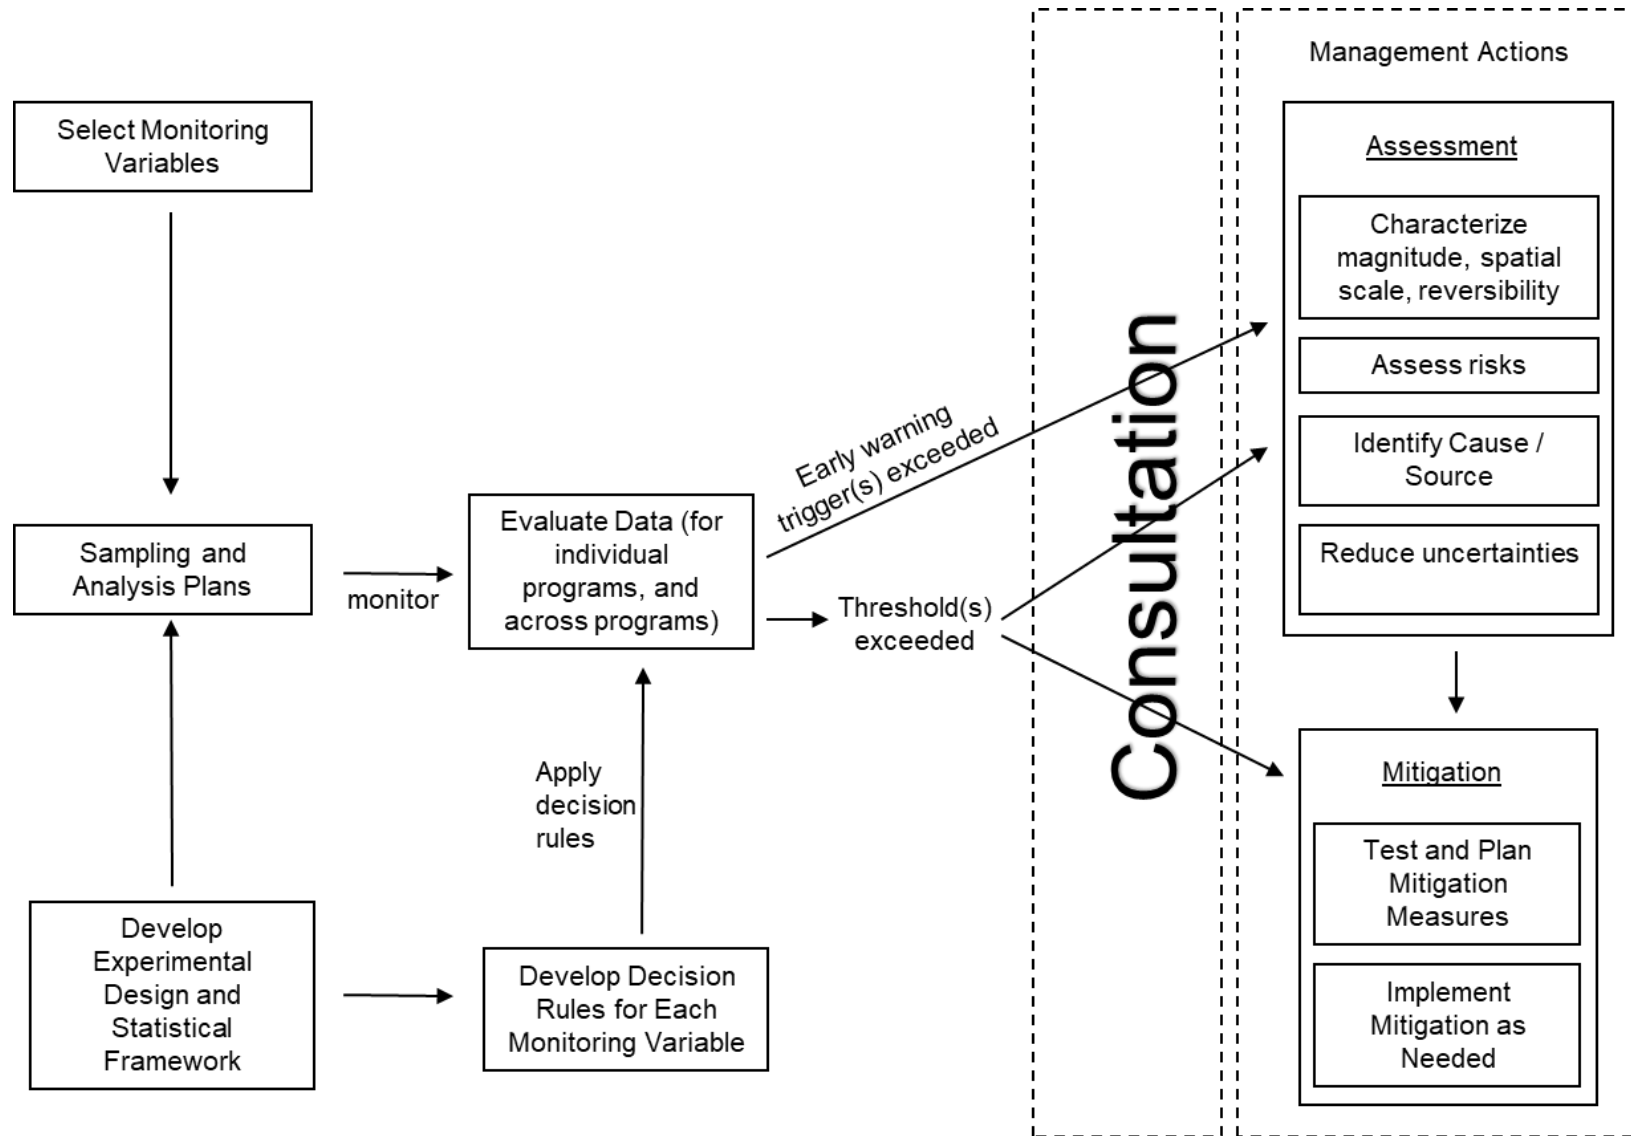 Select Monitoring
Variables
Sampling and
Analysis Plans
monitor
Develop
Experimental
Design and
Statistical
Framework
Develop Decision
Rules for Each
Monitoring Variable
Apply
decision
rules
Evaluate Data (for
individual
programs, and
across programs)
Early warning
trigger(s) exceeded
Threshold(s)
exceeded
Consultation
Management Actions
Assessment
Characterize
magnitude, spatial
scale, reversibility
Assess risks
Identify Cause /
Source
Reduce uncertainties
Mitigation
Test and Plan
Mitigation
Measures
Implement
Mitigation as
Needed